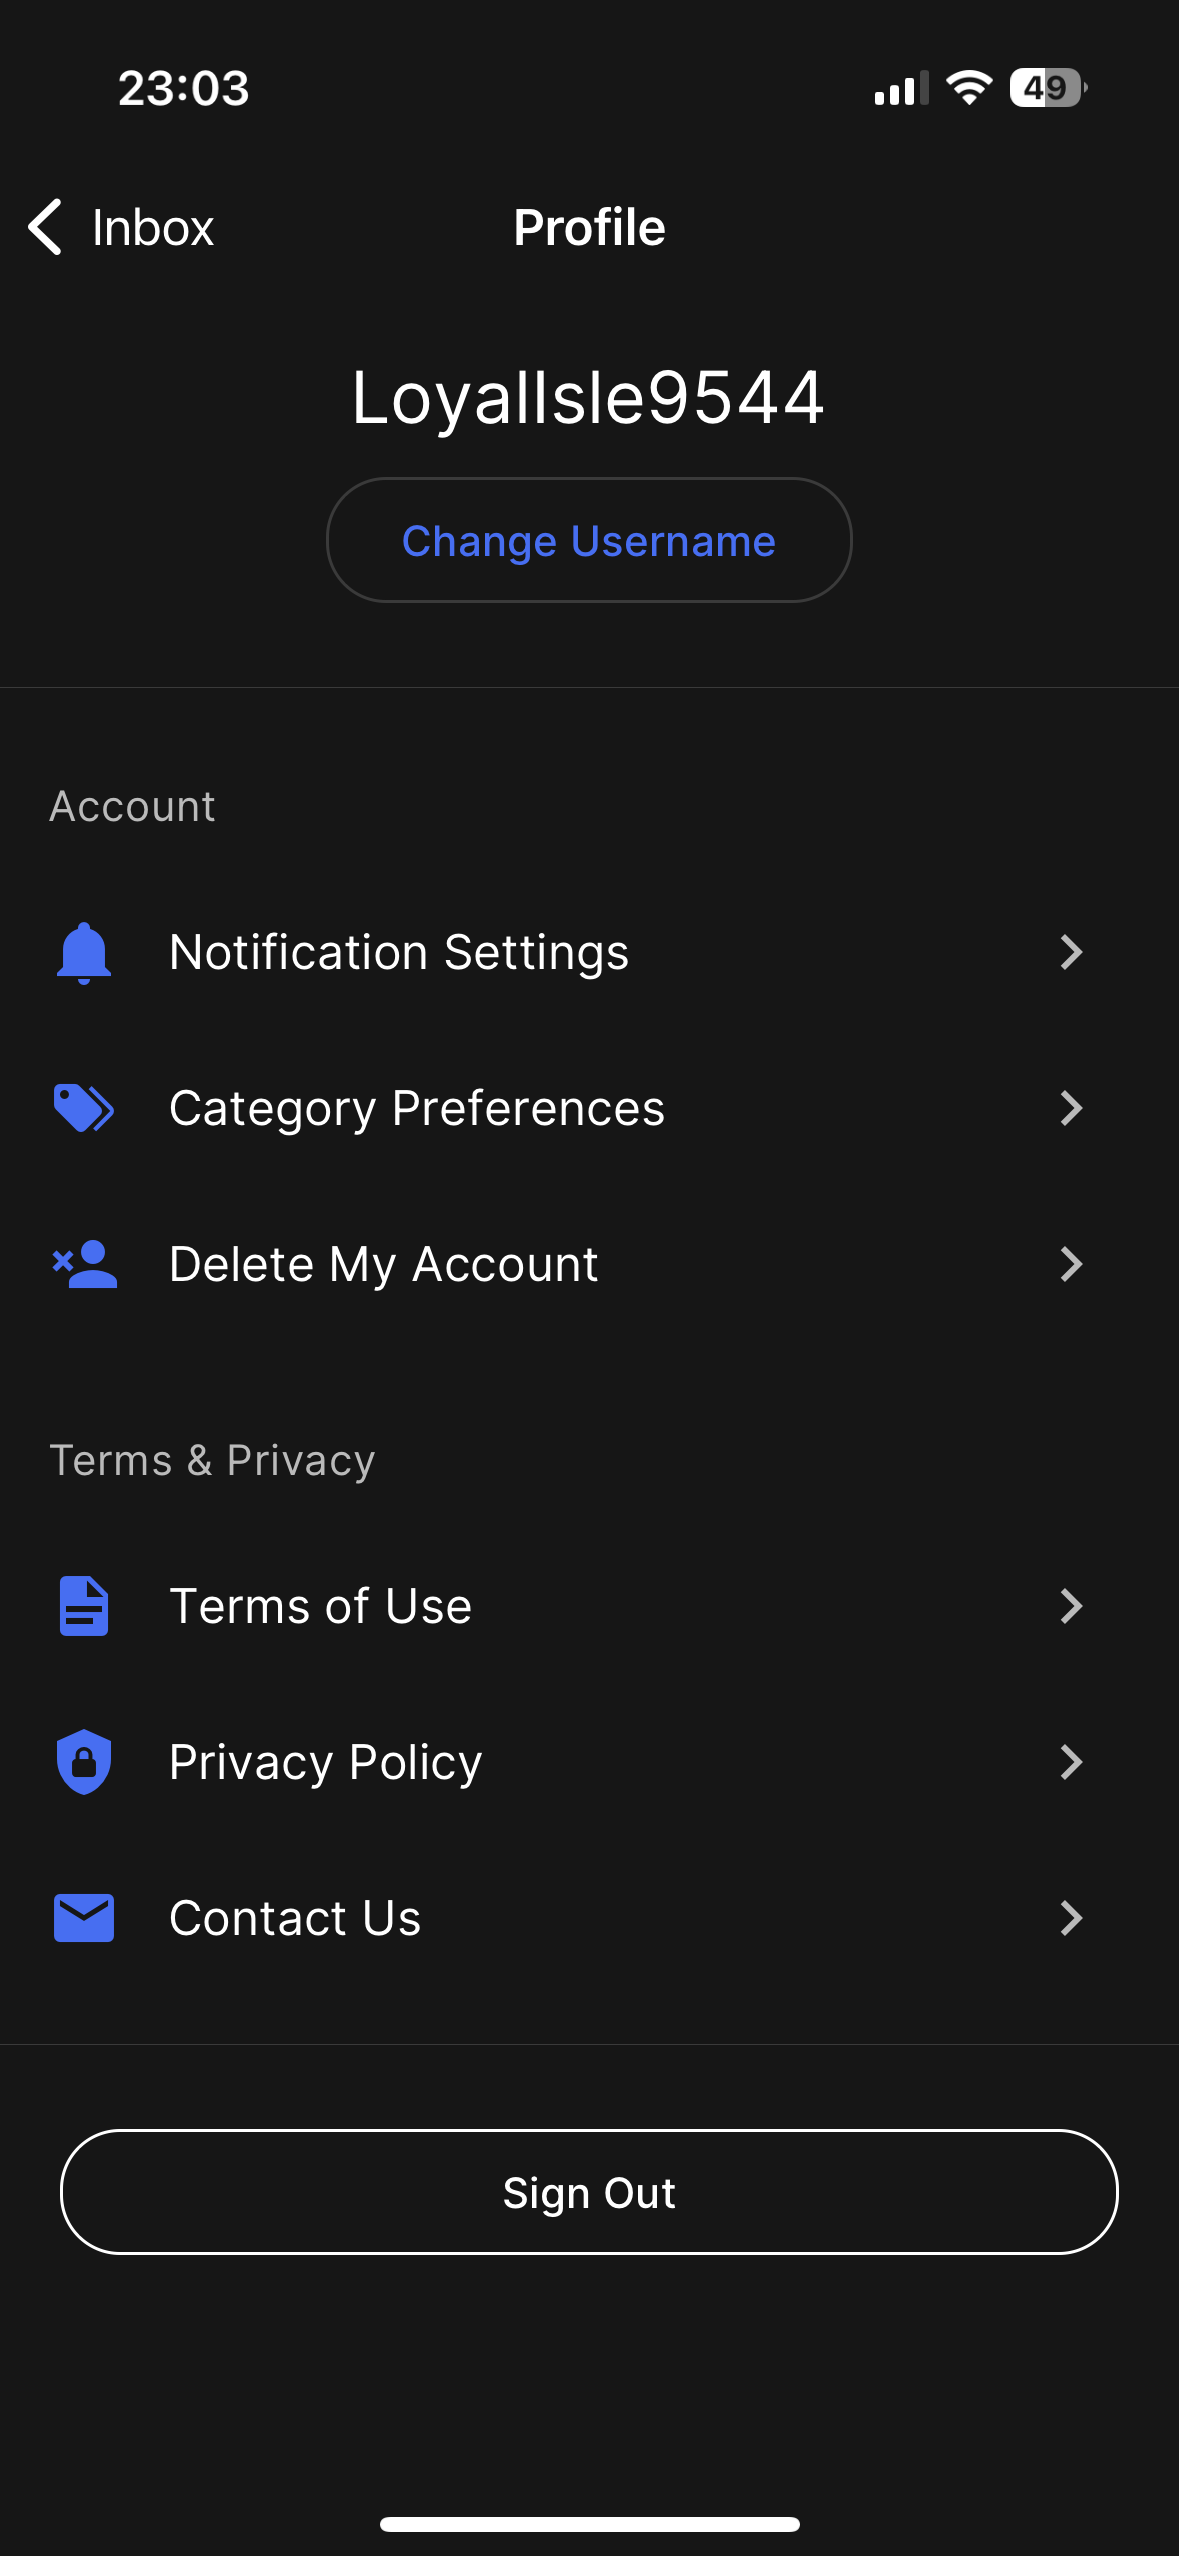 23:03
49
Inbox
Profile
LoyalIsle9544
Change Username
Account
Notification Settings
Category Preferences
Delete My Account
Terms & Privacy
Terms of Use
Privacy Policy
Contact Us
Sign Out